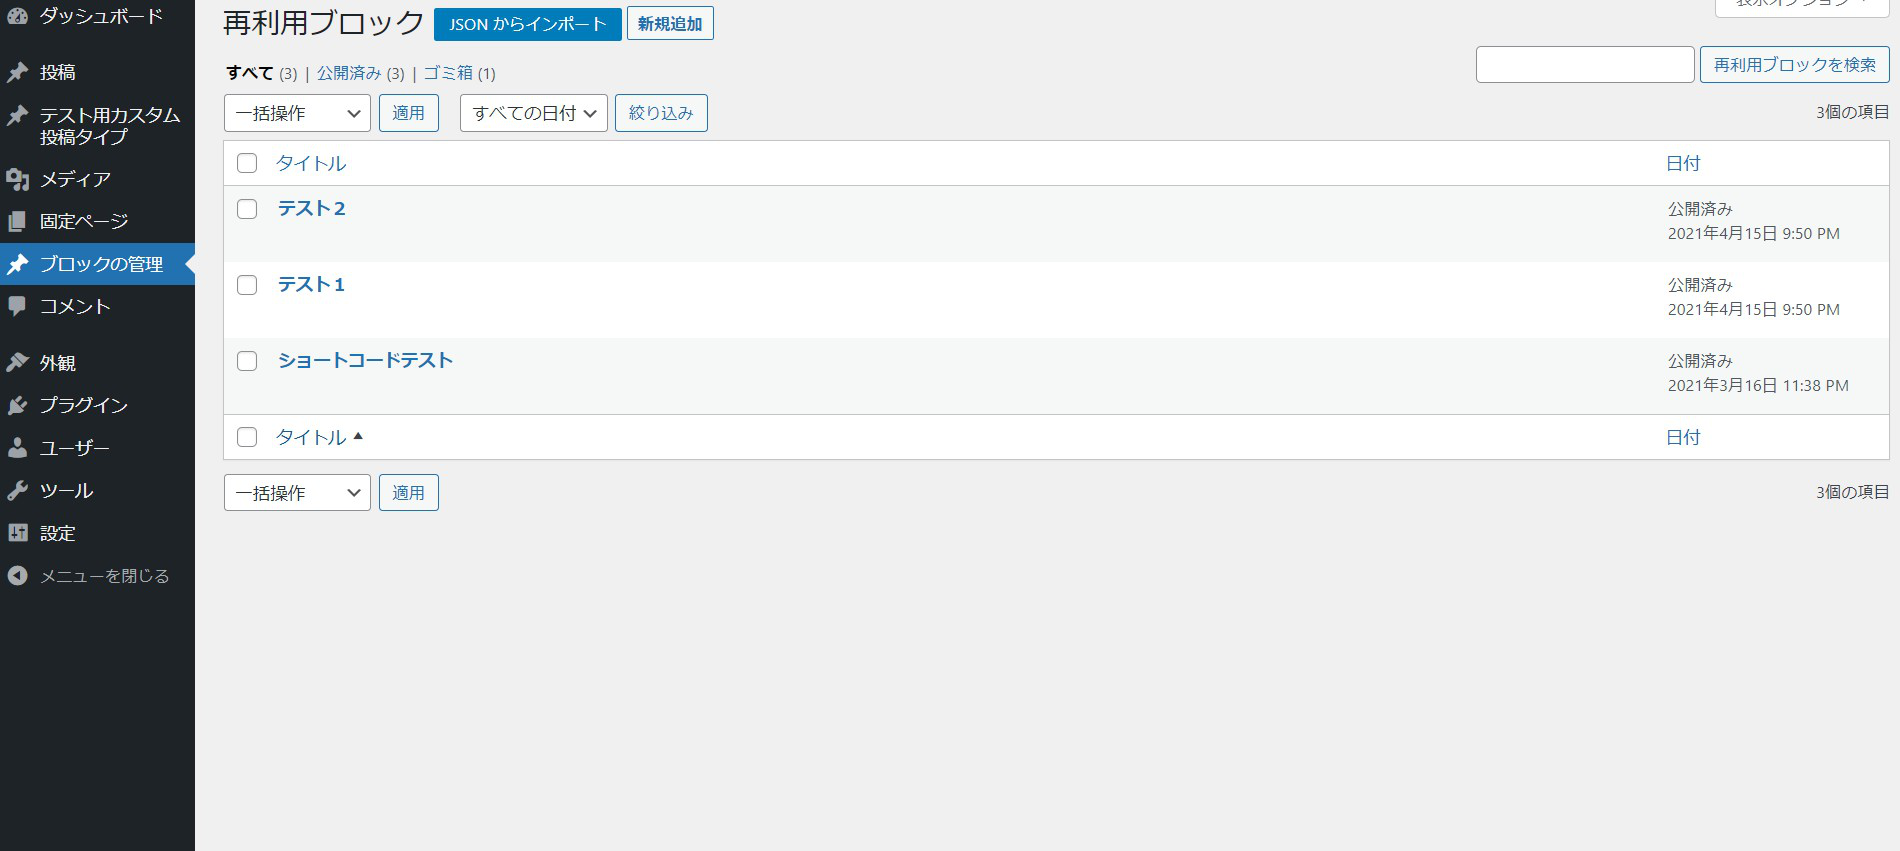 ダッシュボード
投稿
テスト用カスタム
投稿タイプ
メディア
固定ページ
ブロックの管理
コメント
外観
プラグイン
ユーザー
ツール
設定
メニューを閉じる
再利用ブロック JSON からインポート 新規追加
すべて (3) | 公開済み (3) | ゴミ箱 (1)
再利用ブロックを検索
一括操作 適用 すべての日付 絞り込み 3個の項目
タイトル 日付
テスト2 公開済み
2021年4月15日 9:50 PM
テスト1 公開済み
2021年4月15日 9:50 PM
ショートコードテスト 公開済み
2021年3月16日 11:38 PM
タイトル 日付
一括操作 適用 3個の項目